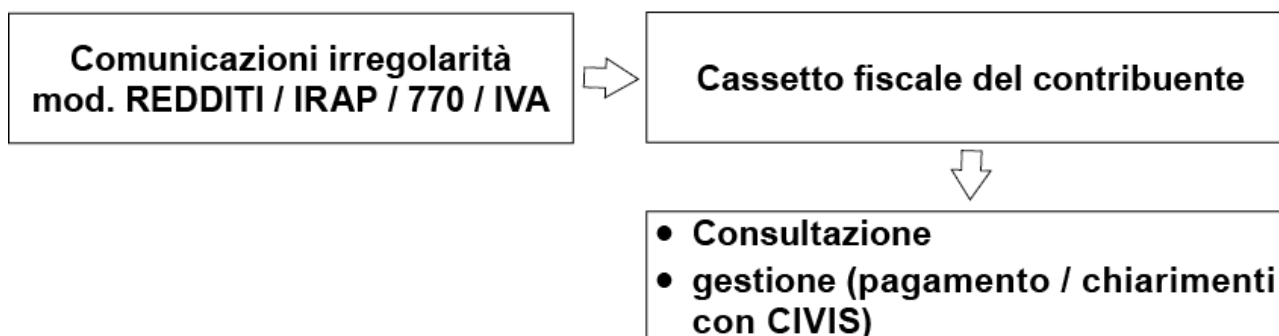 Comunicazioni irregolarità
mod. REDDITI / IRAP / 770 / IVA
Cassetto fiscale del contribuente
• Consultazione
• gestione (pagamento / chiarimenti
con CIVIS)